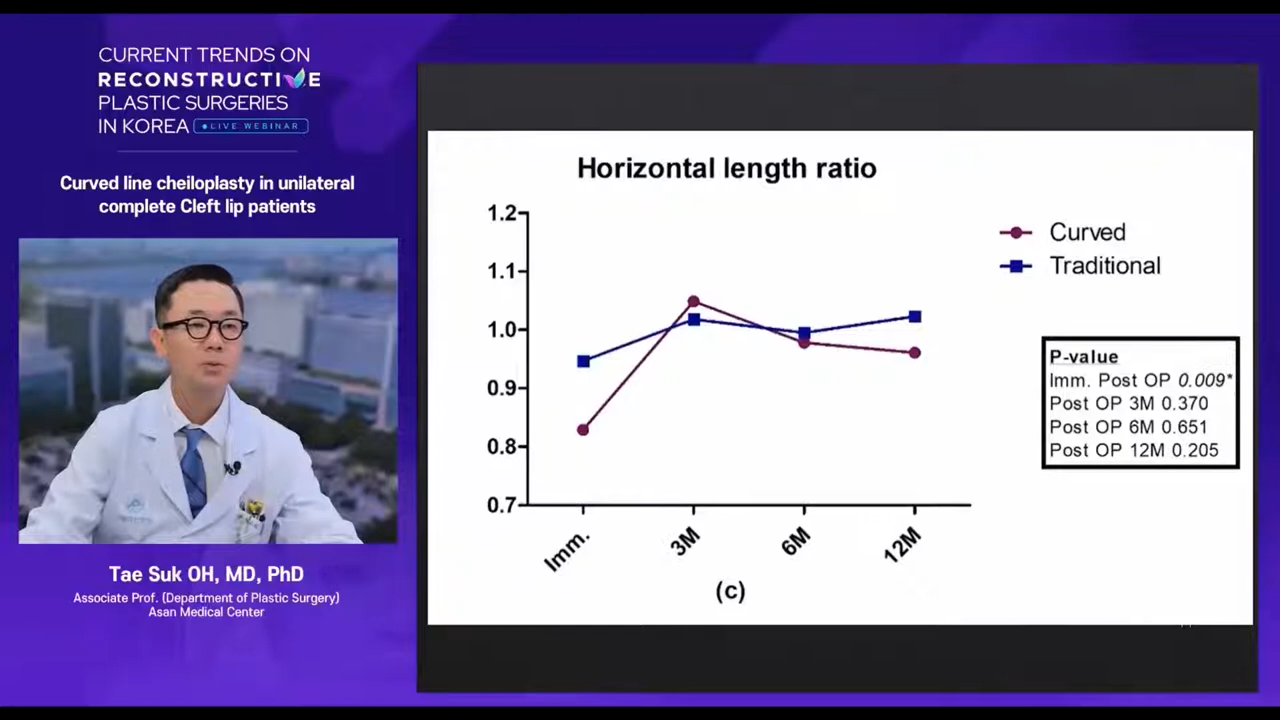 CURRENT TRENDS ON
RECONSTRUCTIVE
PLASTIC SURGERIES
IN KOREA
LIVE WEBINAR
Curved line cheiloplasty in unilateral
complete Cleft lip patients
Tae Suk OH, MD, PhD
Associate Prof. (Department of Plastic Surgery)
Asan Medical Center
Horizontal length ratio
1.2
1.1
1.0
0.9
0.8
0.7
Imm.
3M
6M
12M
(c)
Curved
Traditional
P-value
Imm. Post OP 0.009*
Post OP 3M 0.370
Post OP 6M 0.651
Post OP 12M 0.205